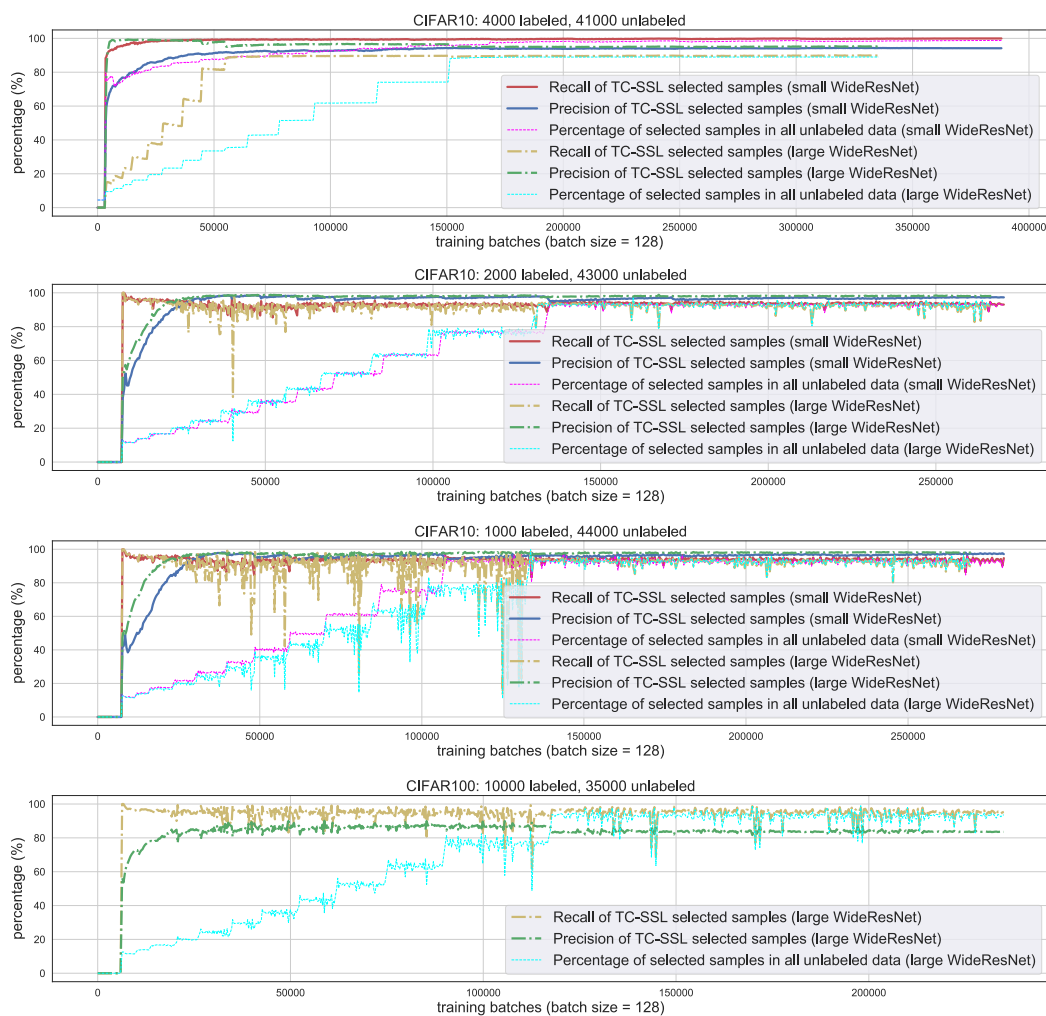 CIFAR10: 4000 labeled, 41000 unlabeled
100
80
60
40
20
0
percentage (%)
Recall of TC-SSL selected samples (small WideResNet)
Precision of TC-SSL selected samples (small WideResNet)
Percentage of selected samples in all unlabeled data (small WideResNet)
Recall of TC-SSL selected samples (large WideResNet)
Precision of TC-SSL selected samples (large WideResNet)
Percentage of selected samples in all unlabeled data (large WideResNet)
0 50000 100000 150000 200000 250000 300000 350000 400000
training batches (batch size = 128)
CIFAR10: 2000 labeled, 43000 unlabeled
100
80
60
40
20
0
percentage (%)
Recall of TC-SSL selected samples (small WideResNet)
Precision of TC-SSL selected samples (small WideResNet)
Percentage of selected samples in all unlabeled data (small WideResNet)
Recall of TC-SSL selected samples (large WideResNet)
Precision of TC-SSL selected samples (large WideResNet)
Percentage of selected samples in all unlabeled data (large WideResNet)
0 50000 100000 150000 200000 250000
training batches (batch size = 128)
CIFAR10: 1000 labeled, 44000 unlabeled
100
80
60
40
20
0
percentage (%)
Recall of TC-SSL selected samples (small WideResNet)
Precision of TC-SSL selected samples (small WideResNet)
Percentage of selected samples in all unlabeled data (small WideResNet)
Recall of TC-SSL selected samples (large WideResNet)
Precision of TC-SSL selected samples (large WideResNet)
Percentage of selected samples in all unlabeled data (large WideResNet)
0 50000 100000 150000 200000 250000
training batches (batch size = 128)
CIFAR100: 10000 labeled, 35000 unlabeled
100
80
60
40
20
0
percentage (%)
Recall of TC-SSL selected samples (large WideResNet)
Precision of TC-SSL selected samples (large WideResNet)
Percentage of selected samples in all unlabeled data (large WideResNet)
0 50000 100000 150000 200000
training batches (batch size = 128)